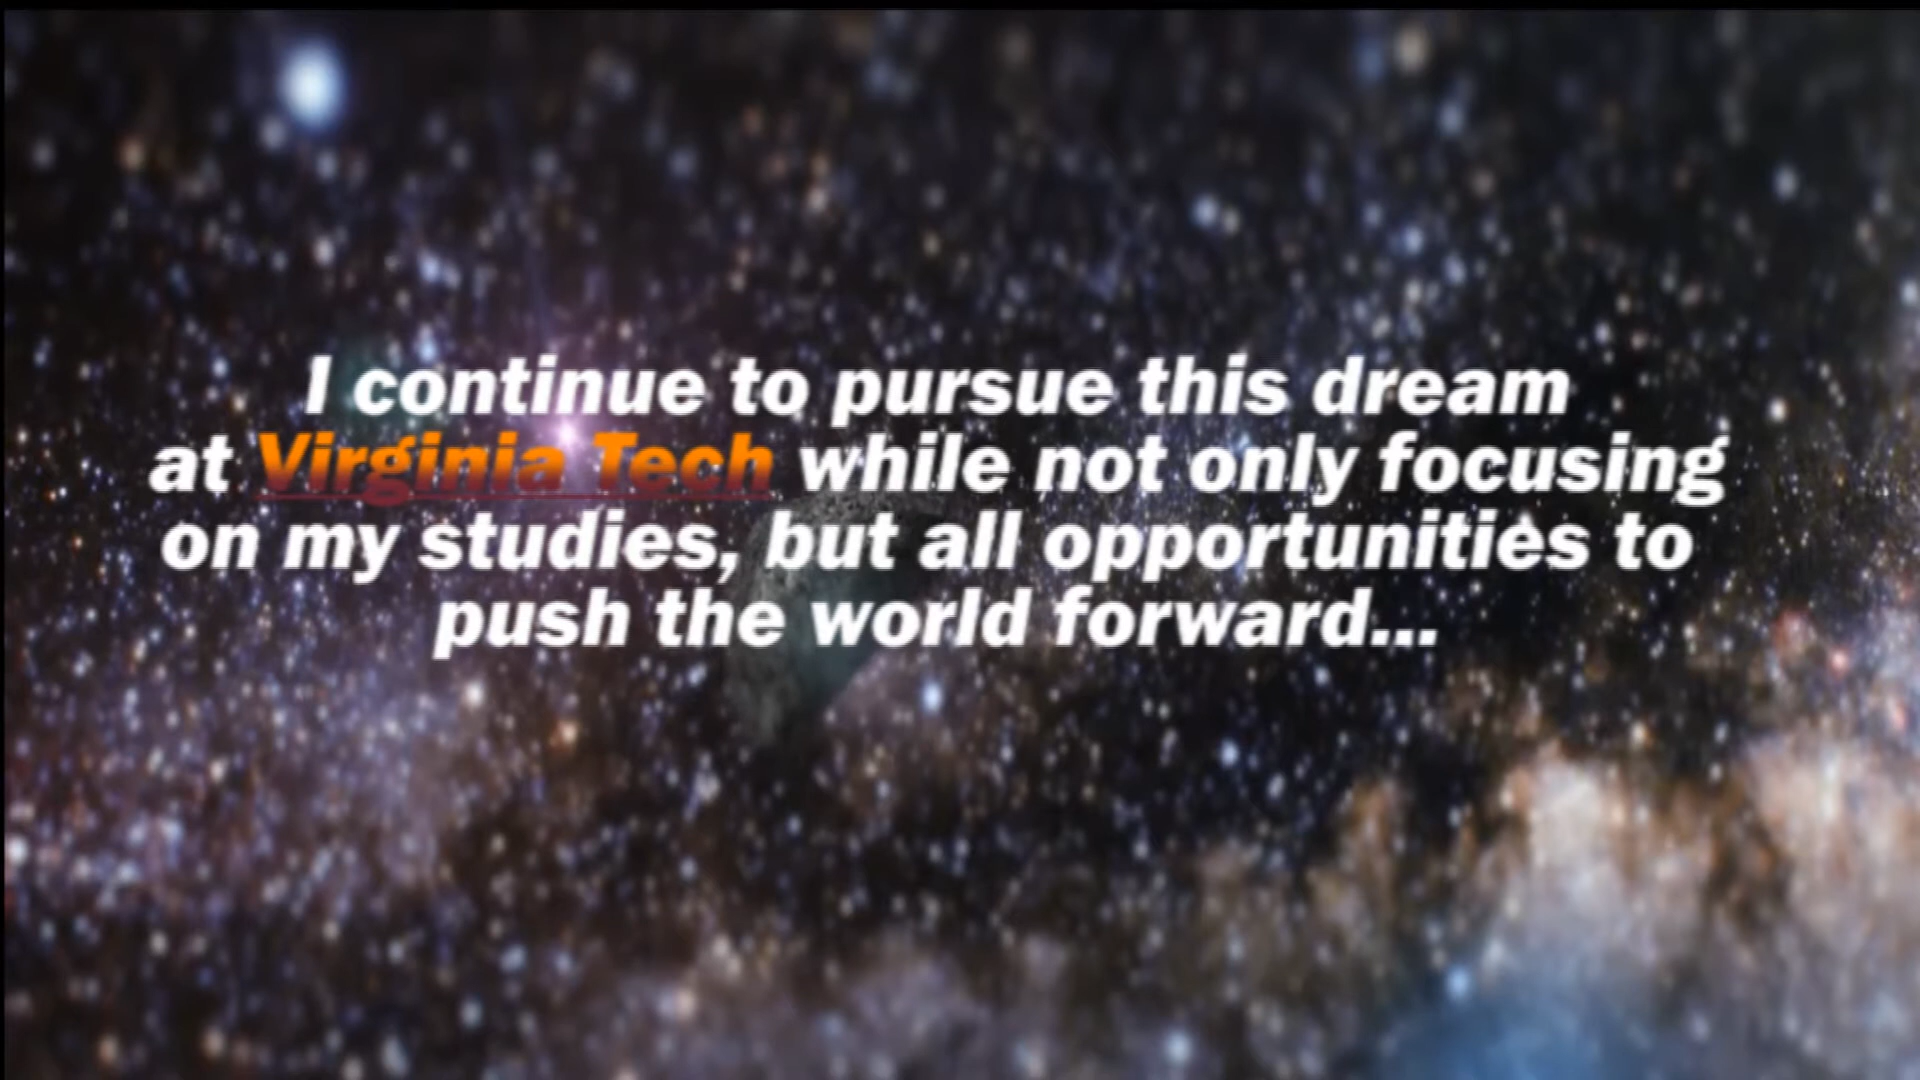 I continue to pursue this dream
at Virginia Tech while not only focusing
on my studies, but all opportunities to
push the world forward...